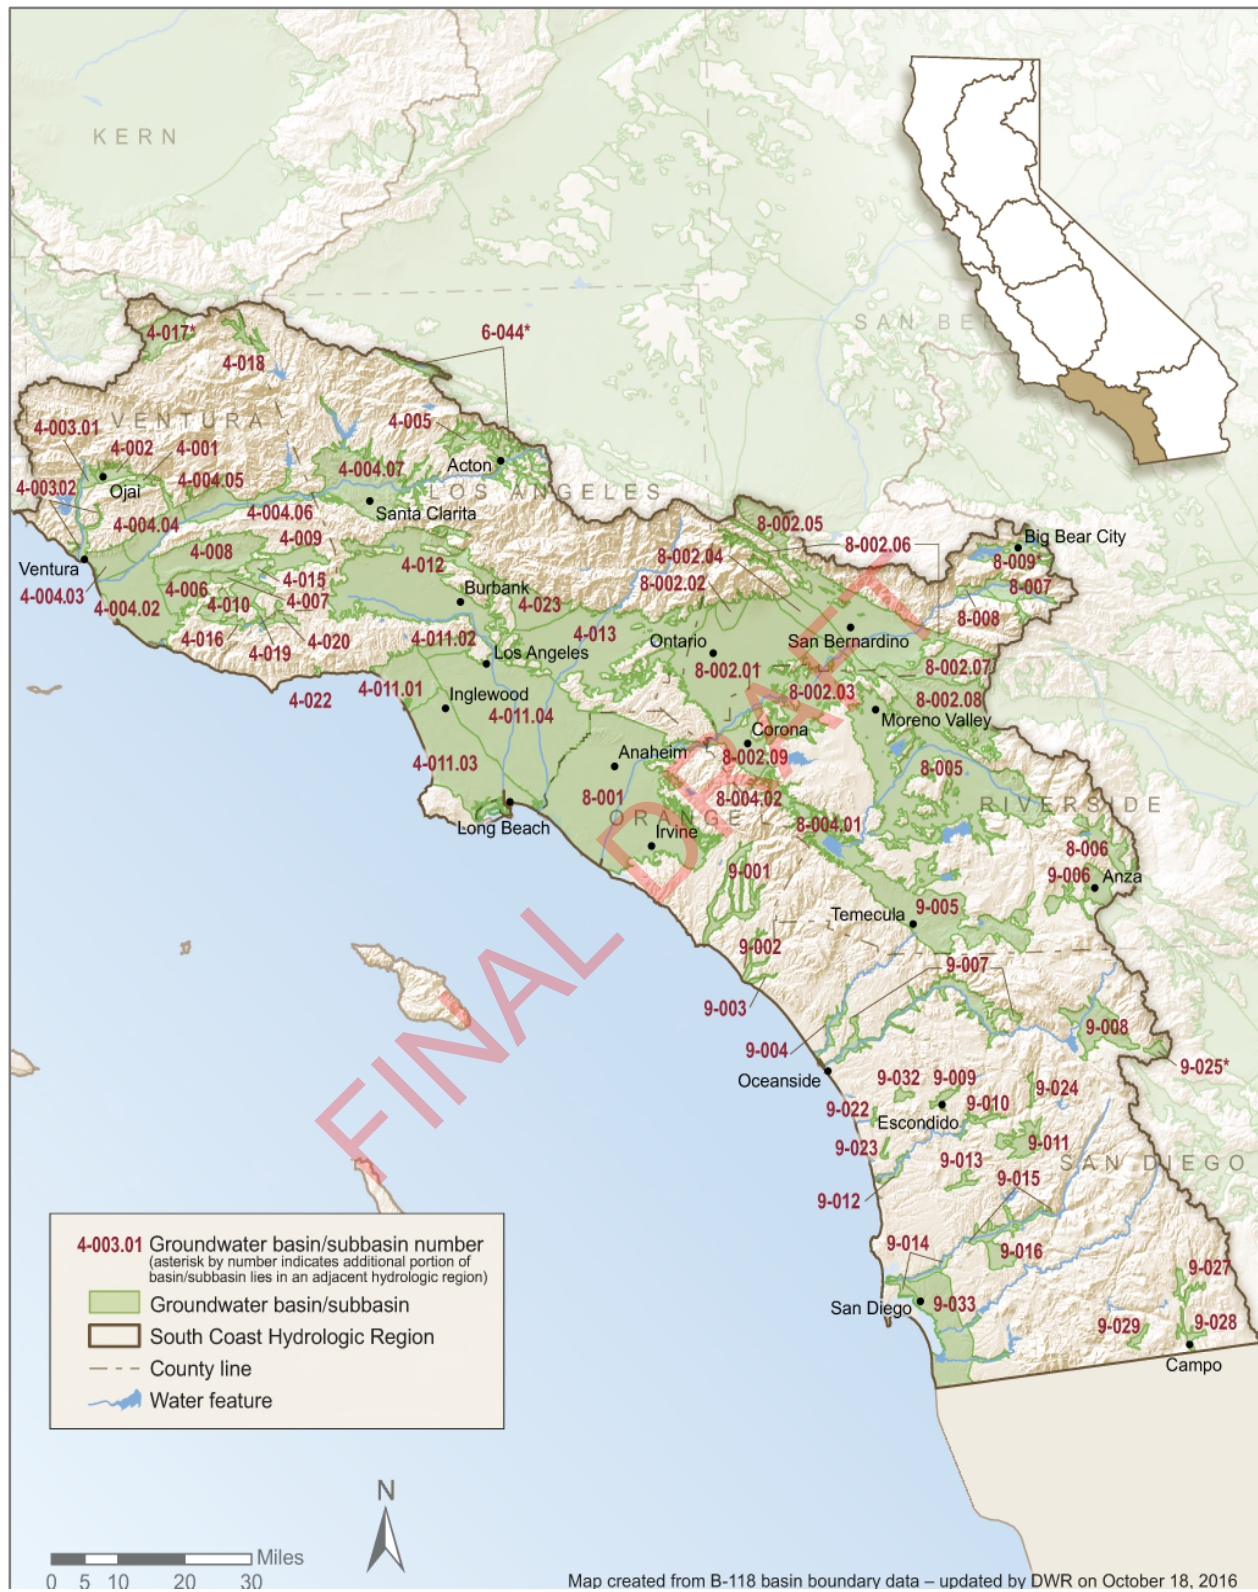 KERN
SAN BER
4-017*
6-044*
4-018
VENTURA
4-005
4-003.01
4-002
4-001
Acton
4-004.07
Ojai
4-004.05
LOS ANGELES
4-003.02
Santa Clarita
4-004.06
4-004.04
8-002.05
4-009
8-002.06
Big Bear City
4-008
8-002.04
8-009*
4-012
Ventura
4-015
8-002.02
8-007
4-006
Burbank
4-004.03
4-007
4-023
4-004.02
4-010
8-008
4-013
4-016
4-020
4-011.02
Ontario
San Bernardino
4-019
Los Angeles
8-002.01
8-002.07
4-022
4-011.01
Inglewood
8-002.03
8-002.08
4-011.04
Moreno Valley
Corona
Anaheim
8-002.09
4-011.03
8-005
8-001
8-004.02
RIVERSIDE
ORANGE
8-004.01
Long Beach
Irvine
8-006
9-001
9-006
Anza
9-005
Temecula
9-002
9-007
9-003
9-008
9-004
9-025*
Oceanside
9-032
9-009
9-024
9-010
9-022
Escondido
9-011
9-023
9-013
SAN DIEGO
9-015
9-012
9-014
9-016
9-027
San Diego
9-033
9-029
9-028
Campo
FINAL DRAFT
4-003.01 Groundwater basin/subbasin number
(asterisk by number indicates additional portion of
basin/subbasin lies in an adjacent hydrologic region)
Groundwater basin/subbasin
South Coast Hydrologic Region
County line
Water feature
N
Miles
0 5 10 20 30
Map created from B-118 basin boundary data – updated by DWR on October 18, 2016